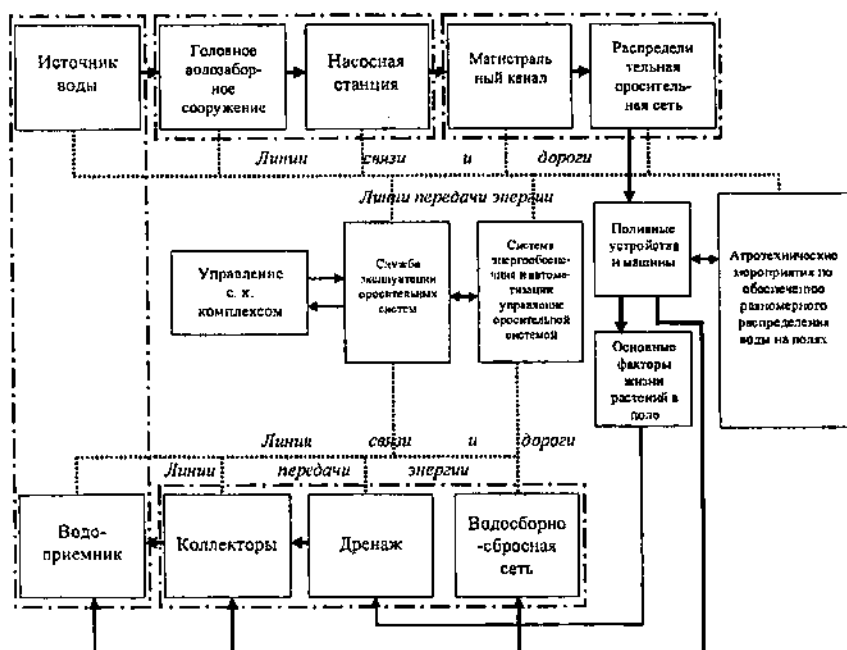 Источник
воды
Головное
водозабор-
ное
сооружение
Насосная
станция
Магистраль
ный канал
Распредели
тельная
ороситель-
ная сеть
Линии связи и дороги
Линии передачи энергии
Управление
с. х.
комплексом
Служба
эксплуатации
оросительных
систем
Система
энергообеспе-
чения и автома-
тизации
управление
оросительной
системой
Поливные
устройства
и машины
Агротехнические
мероприятия по
обеспечению
равномерного
распределения
воды на полях
Основные
факторы
жизни
растений в
поле
Линии связи и дороги
Линии передачи энергии
Водо-
приемник
Коллекторы
Дренаж
Водосборно
-сбросная
сеть